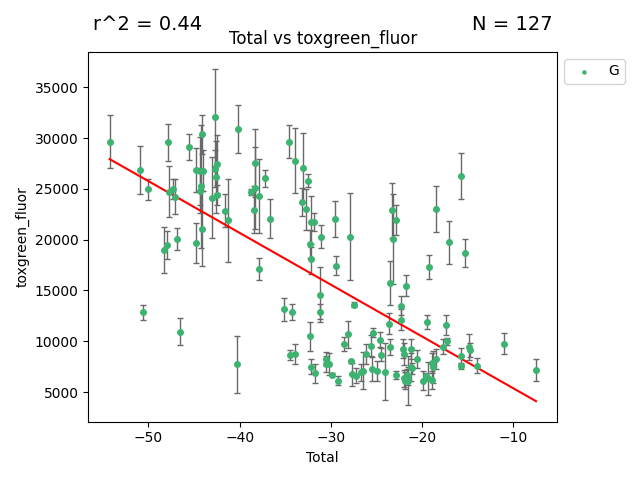 r^2 = 0.44 N = 127
Total vs toxgreen_fluor
G
35000
30000
25000
20000
15000
10000
5000
toxgreen_fluor
−50 −40 −30 −20 −10
Total